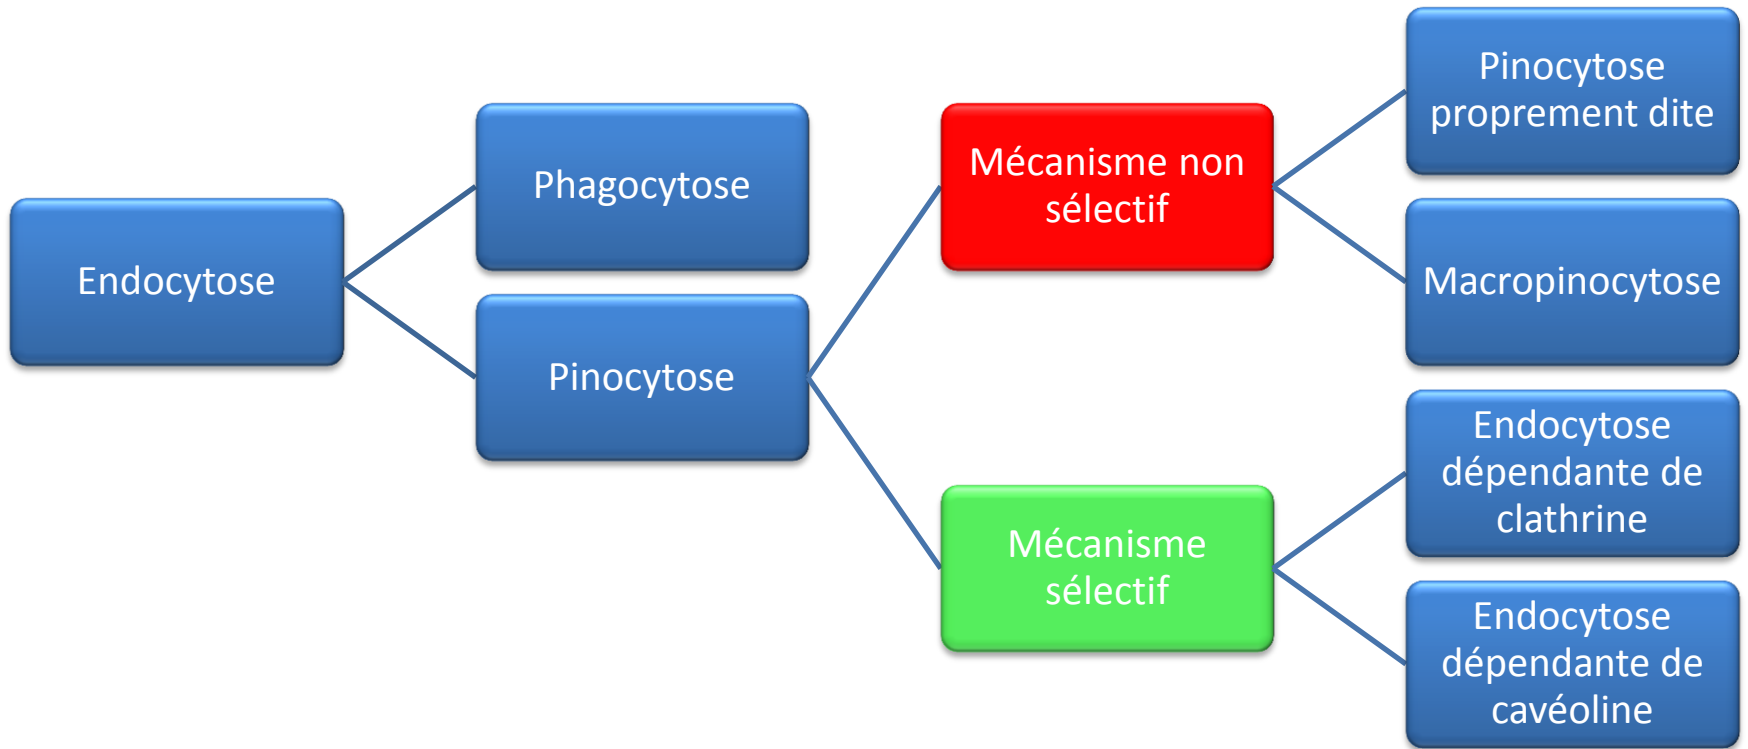 Endocytose
Phagocytose
Pinocytose
Mécanisme non
sélectif
Mécanisme
sélectif
Pinocytose
proprement dite
Macropinocytose
Endocytose
dépendante de
clathrine
Endocytose
dépendante de
cavéoline